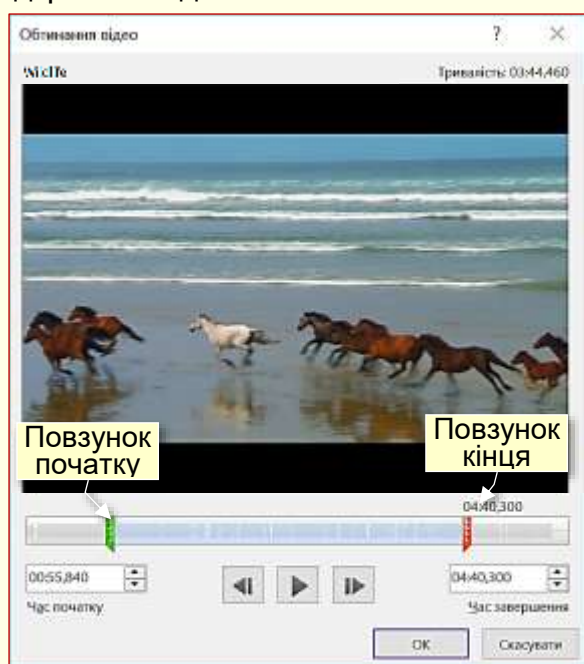 Обтинання відео ?
Тривалість: 03:44,460
Повзунок
початку
Повзунок
кінця
04:40,300
00:55,840
04:40,300
Час початку
Час завершення
ОК
Скасувати